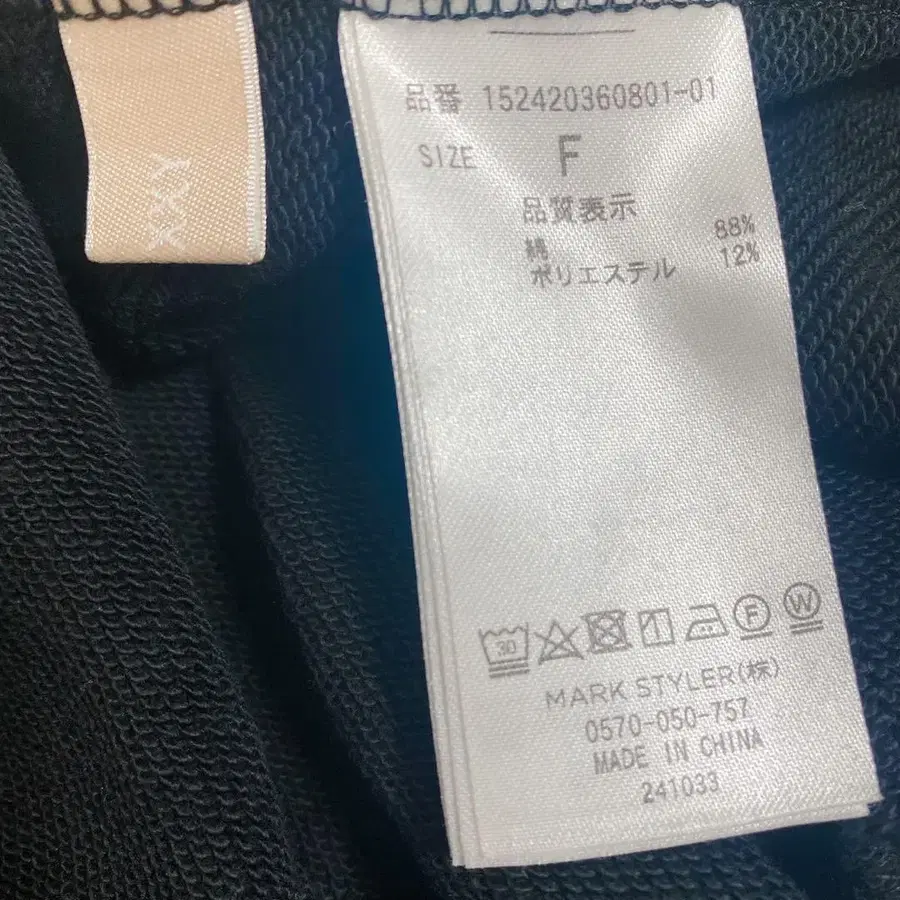 品番 152420360801-01
SIZE F
品質表示
綿 88%
ポリエステル 12%
30 F W
MARK STYLER(株)
0570-050-757
MADE IN CHINA
241033